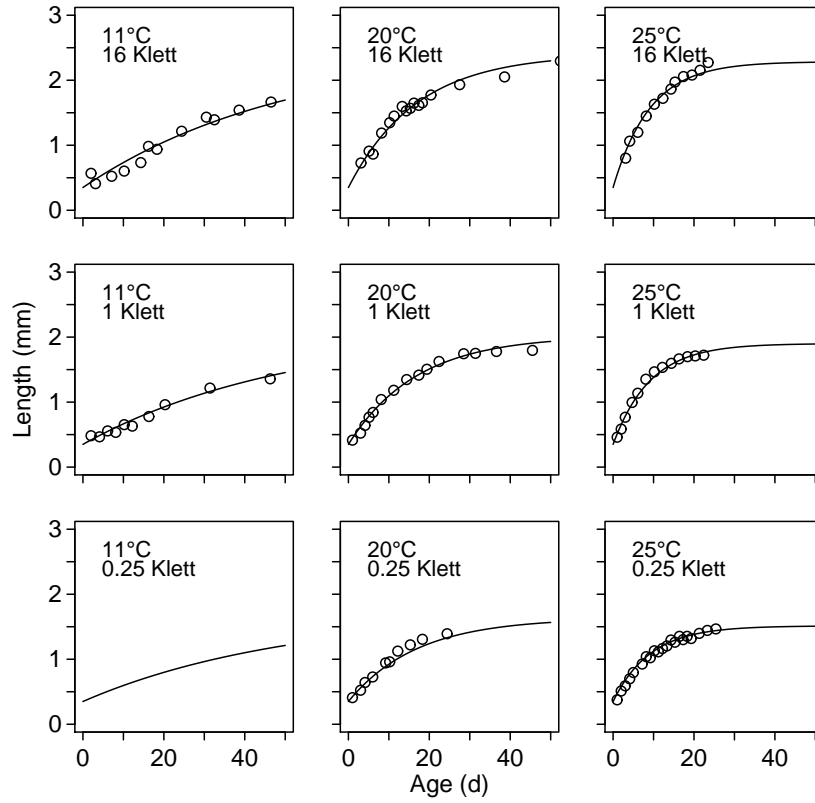 3
2
1
0
11°C
16 Klett
20°C
16 Klett
25°C
16 Klett
Length (mm)
3
2
1
0
11°C
1 Klett
20°C
1 Klett
25°C
1 Klett
3
2
1
0
11°C
0.25 Klett
20°C
0.25 Klett
25°C
0.25 Klett
0 20 40
0 20 40
0 20 40
Age (d)